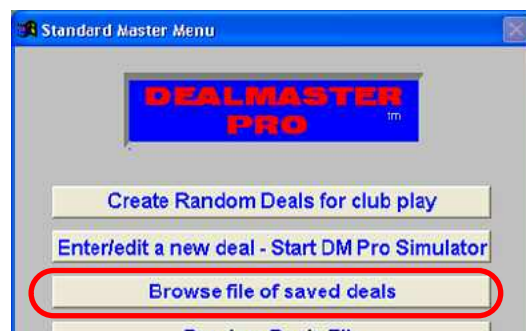 Standard Master Menu
DEALMASTER
PRO tm
Create Random Deals for club play
Enter/edit a new deal - Start DM Pro Simulator
Browse file of saved deals